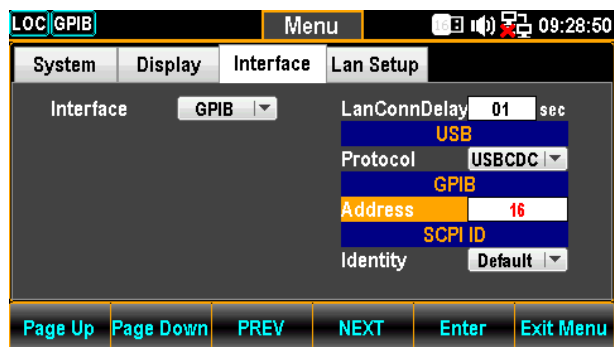 LOC GPIB Menu 16 09:28:50
System Display Interface Lan Setup
Interface GPIB LanConnDelay 01 sec
USB
Protocol USBCDC
GPIB
Address 16
SCPI ID
Identity Default
Page Up Page Down PREV NEXT Enter Exit Menu